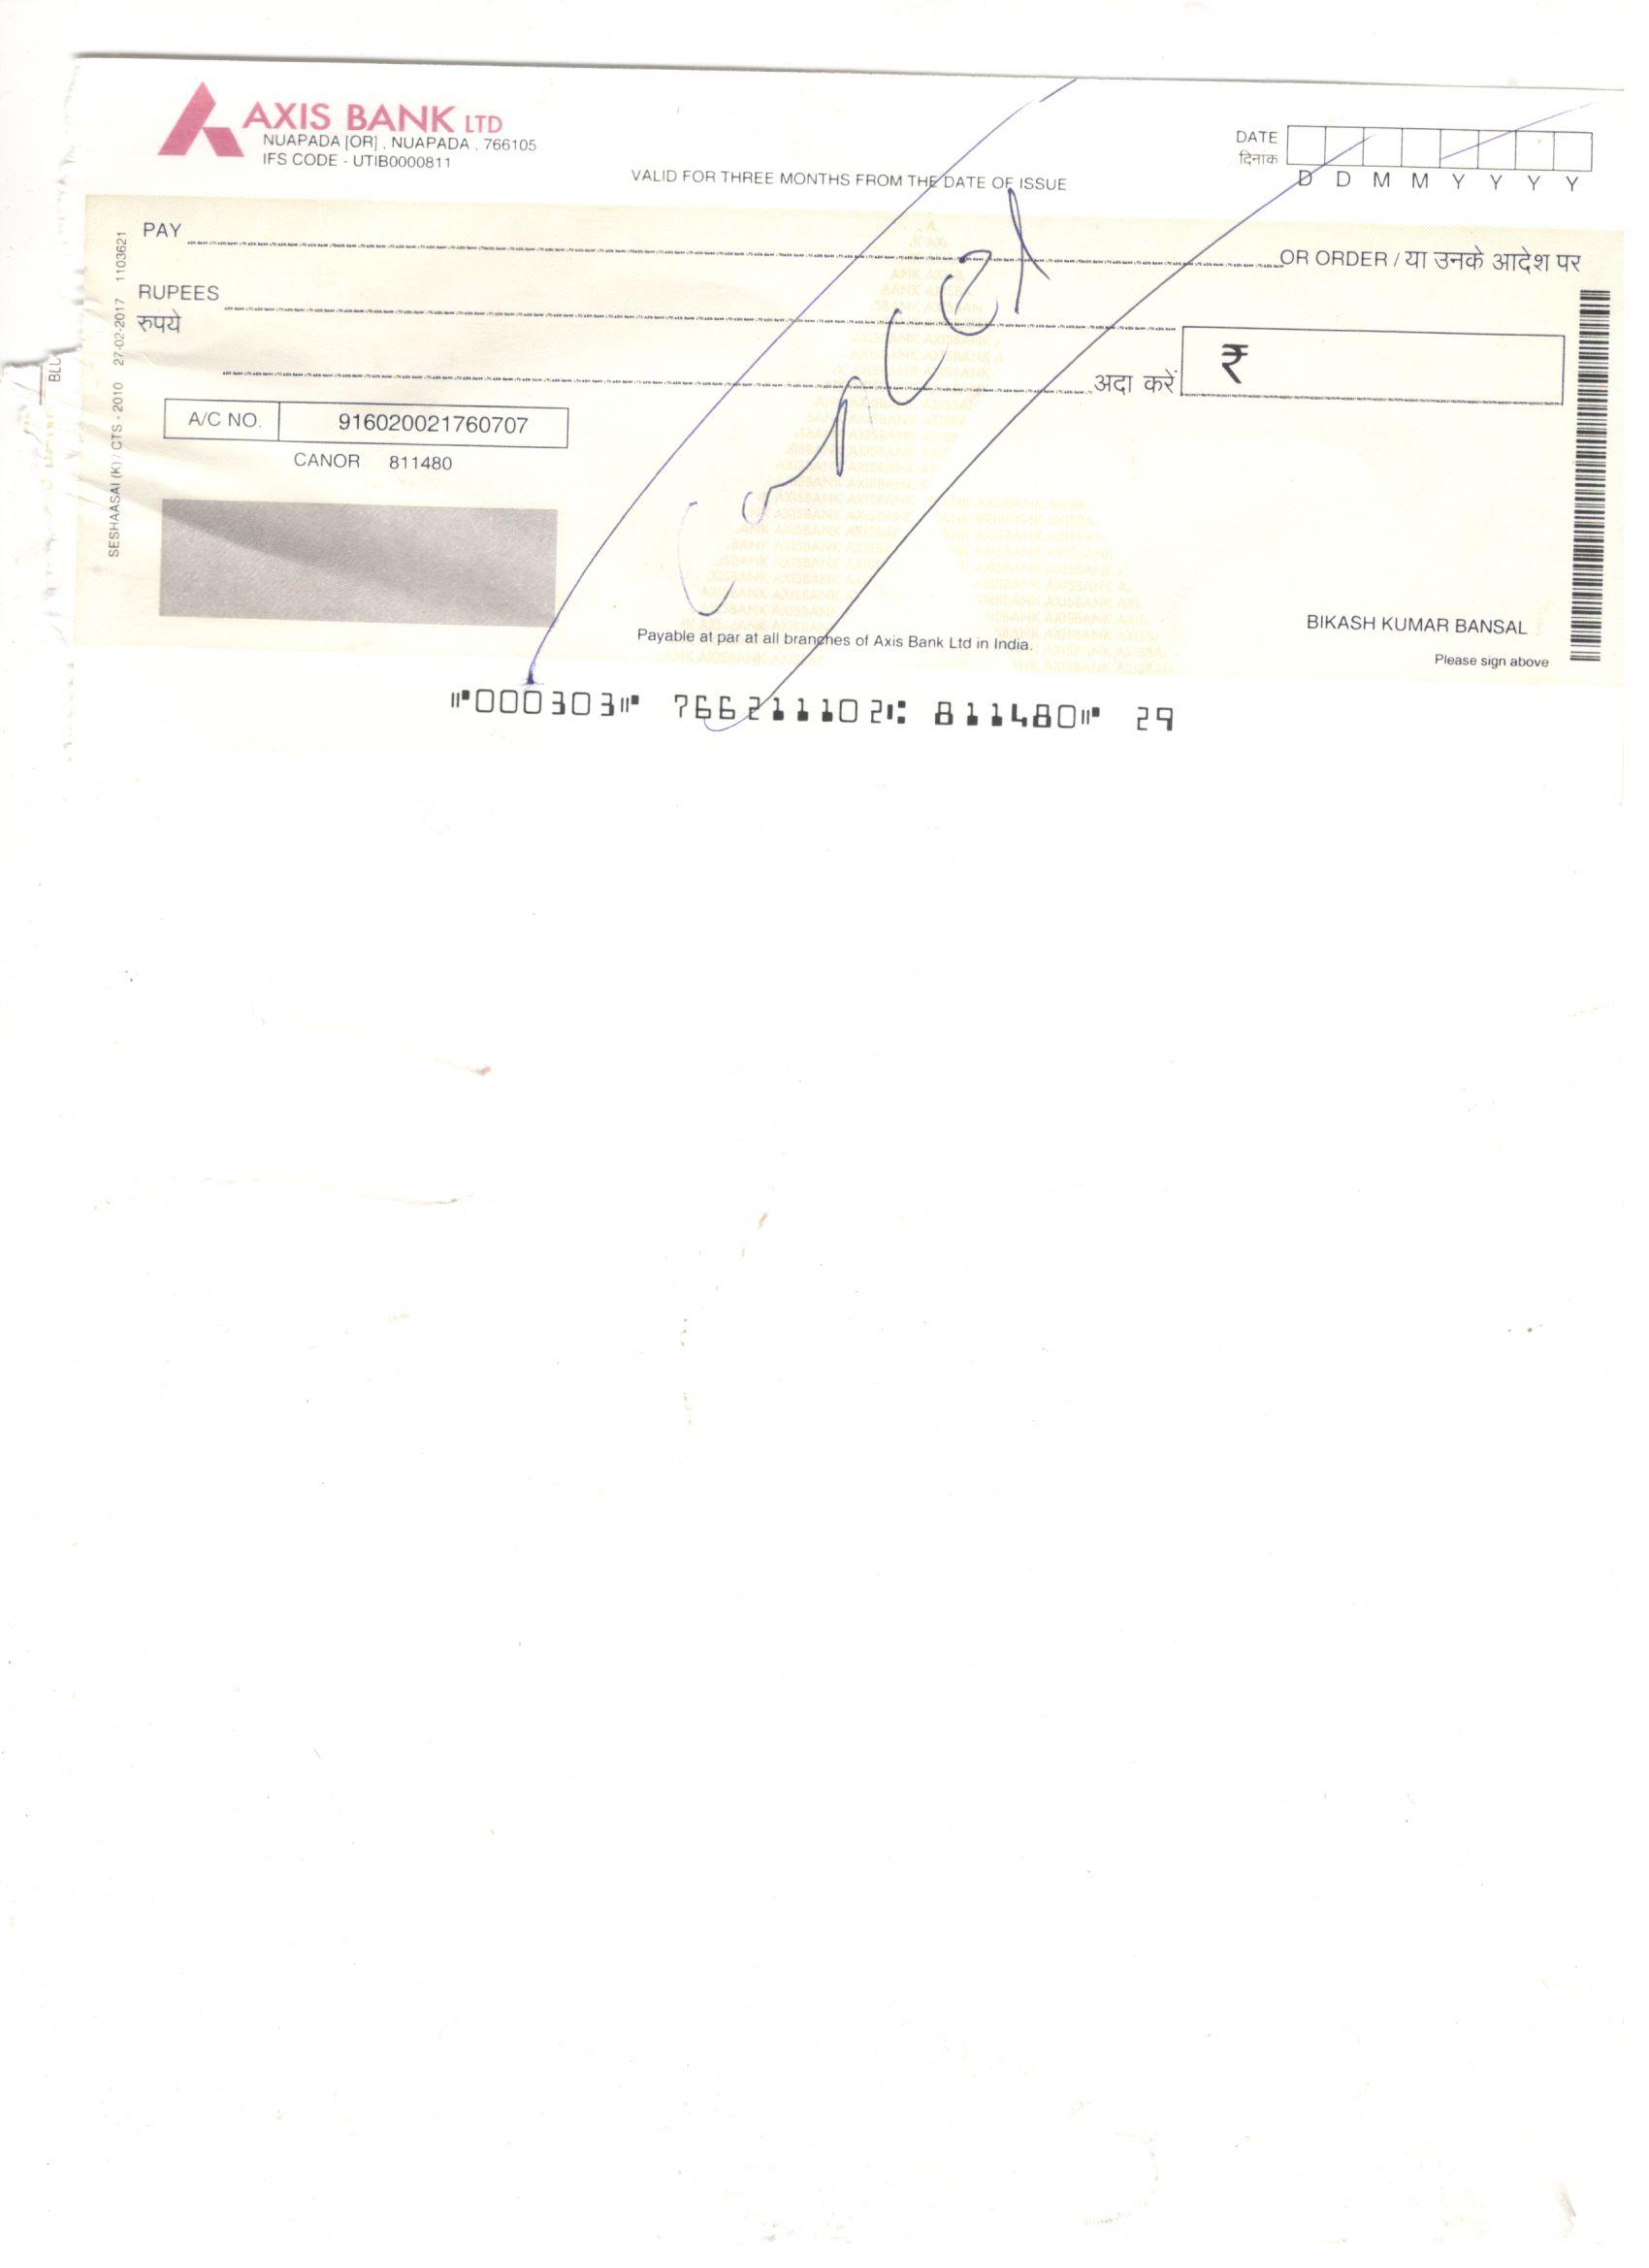 AXIS BANK LTD
NUAPADA [OR] , NUAPADA , 766105
IFS CODE - UTIB0000811
VALID FOR THREE MONTHS FROM THE DATE OF ISSUE
DATE
दिनाक
D D M M Y Y Y Y
PAY
OR ORDER / या उनके आदेश पर
RUPEES
रुपये
अदा करें
₹
A/C NO. 916020021760707
CANOR 811480
SESHAASAI (K) / CTS - 2010 27-02-2017 1103621
BLU
Cancel
Payable at par at all branches of Axis Bank Ltd in India.
BIKASH KUMAR BANSAL
Please sign above
⑈000303⑈ 766211102⑆ 811480⑈ 29